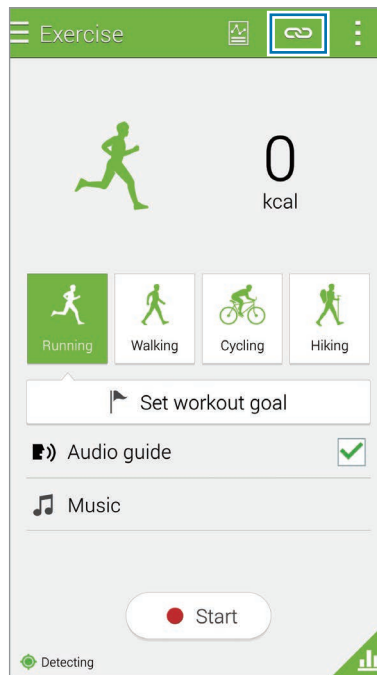 Exercise
0
kcal
Running
Walking
Cycling
Hiking
Set workout goal
Audio guide
Music
Start
Detecting